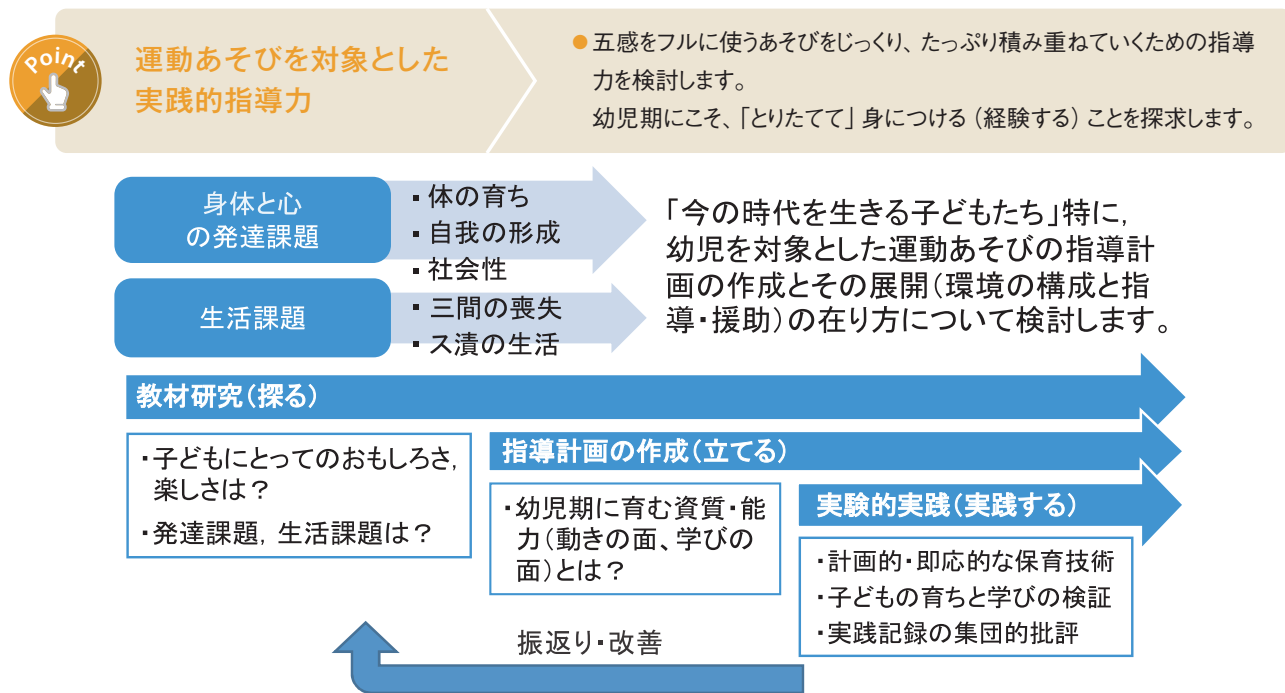 Point
運動あそびを対象とした
実践的指導力
● 五感をフルに使うあそびをじっくり、たっぷり積み重ねていくための指導
力を検討します。
幼児期にこそ、「とりたてて」身につける（経験する）ことを探求します。
身体と心
の発達課題
▪ 体の育ち
▪ 自我の形成
▪ 社会性
生活課題
▪ 三間の喪失
▪ ス漬の生活
「今の時代を生きる子どもたち」特に，
幼児を対象とした運動あそびの指導計
画の作成とその展開（環境の構成と指
導・援助）の在り方について検討します。
教材研究（探る）
・子どもにとってのおもしろさ，
楽しさは？
・発達課題，生活課題は？
指導計画の作成（立てる）
・幼児期に育む資質・能
力（動きの面、学びの
面）とは？
実験的実践（実践する）
・計画的・即応的な保育技術
・子どもの育ちと学びの検証
・実践記録の集団的批評
振返り・改善